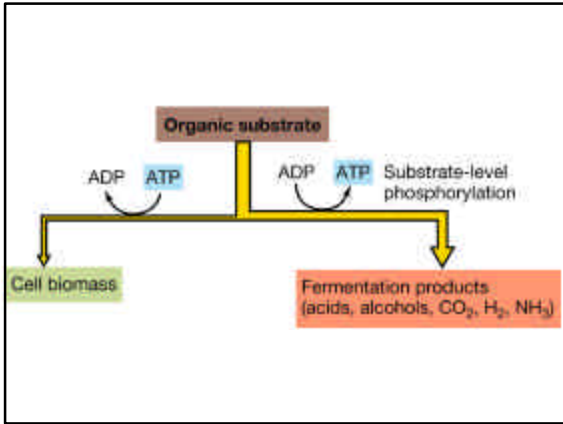 Organic substrate
ADP ATP
ADP ATP Substrate-level
phosphorylation
Cell biomass
Fermentation products
(acids, alcohols, CO₂, H₂, NH₃)